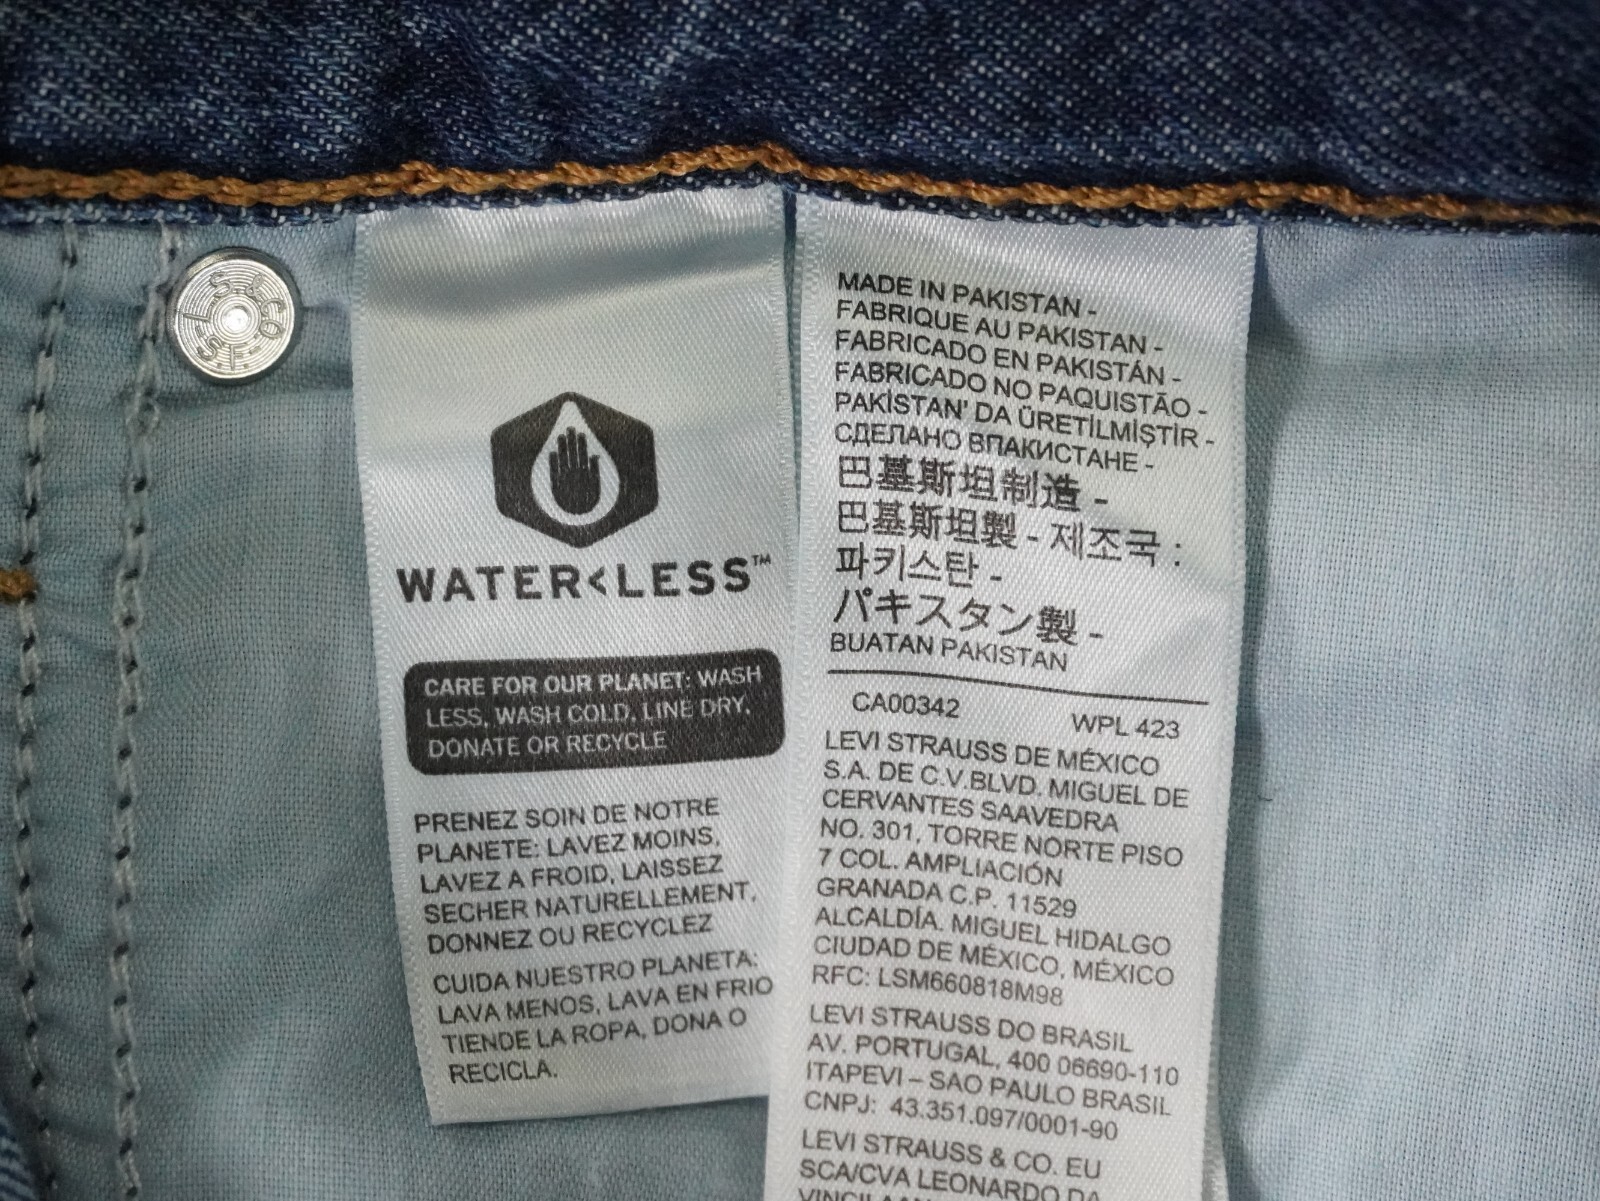 L.S.&CO
S.F.
WATER<LESS™
CARE FOR OUR PLANET: WASH
LESS, WASH COLD, LINE DRY,
DONATE OR RECYCLE
PRENEZ SOIN DE NOTRE
PLANETE: LAVEZ MOINS,
LAVEZ A FROID, LAISSEZ
SECHER NATURELLEMENT,
DONNEZ OU RECYCLEZ
CUIDA NUESTRO PLANETA:
LAVA MENOS, LAVA EN FRIO
TIENDE LA ROPA, DONA O
RECICLA.
MADE IN PAKISTAN -
FABRIQUE AU PAKISTAN -
FABRICADO EN PAKISTÁN -
FABRICADO NO PAQUISTÃO -
PAKİSTAN' DA ÜRETİLMİŞTİR -
СДЕЛАНО ВПАКИСТАНЕ -
巴基斯坦制造 -
巴基斯坦製 - 제조국 :
파키스탄 -
パキスタン製 -
BUATAN PAKISTAN
CA00342 WPL 423
LEVI STRAUSS DE MÉXICO
S.A. DE C.V.BLVD. MIGUEL DE
CERVANTES SAAVEDRA
NO. 301, TORRE NORTE PISO
7 COL. AMPLIACIÓN
GRANADA C.P. 11529
ALCALDÍA. MIGUEL HIDALGO
CIUDAD DE MÉXICO, MÉXICO
RFC: LSM660818M98
LEVI STRAUSS DO BRASIL
AV. PORTUGAL, 400 06690-110
ITAPEVI – SAO PAULO BRASIL
CNPJ: 43.351.097/0001-90
LEVI STRAUSS & CO. EU
SCA/CVA LEONARDO DA